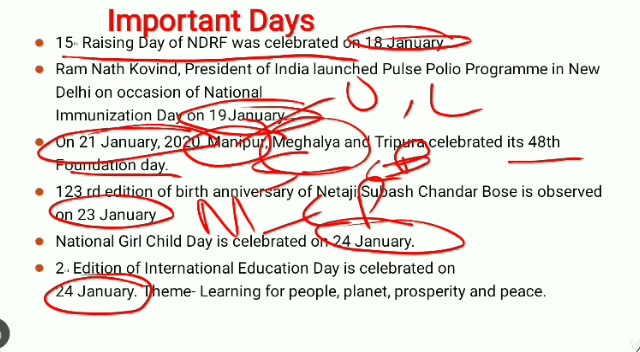 Important Days
15th Raising Day of NDRF was celebrated on 18 January.
Ram Nath Kovind, President of India launched Pulse Polio Programme in New
Delhi on occasion of National
Immunization Day on 19January.
On 21 January, 2020, Manipur, Meghalya and Tripura celebrated its 48th
Foundation day.
123 rd edition of birth anniversary of Netaji Subash Chandar Bose is observed
on 23 January
National Girl Child Day is celebrated on 24 January.
2nd Edition of International Education Day is celebrated on
24 January. Theme- Learning for people, planet, prosperity and peace.